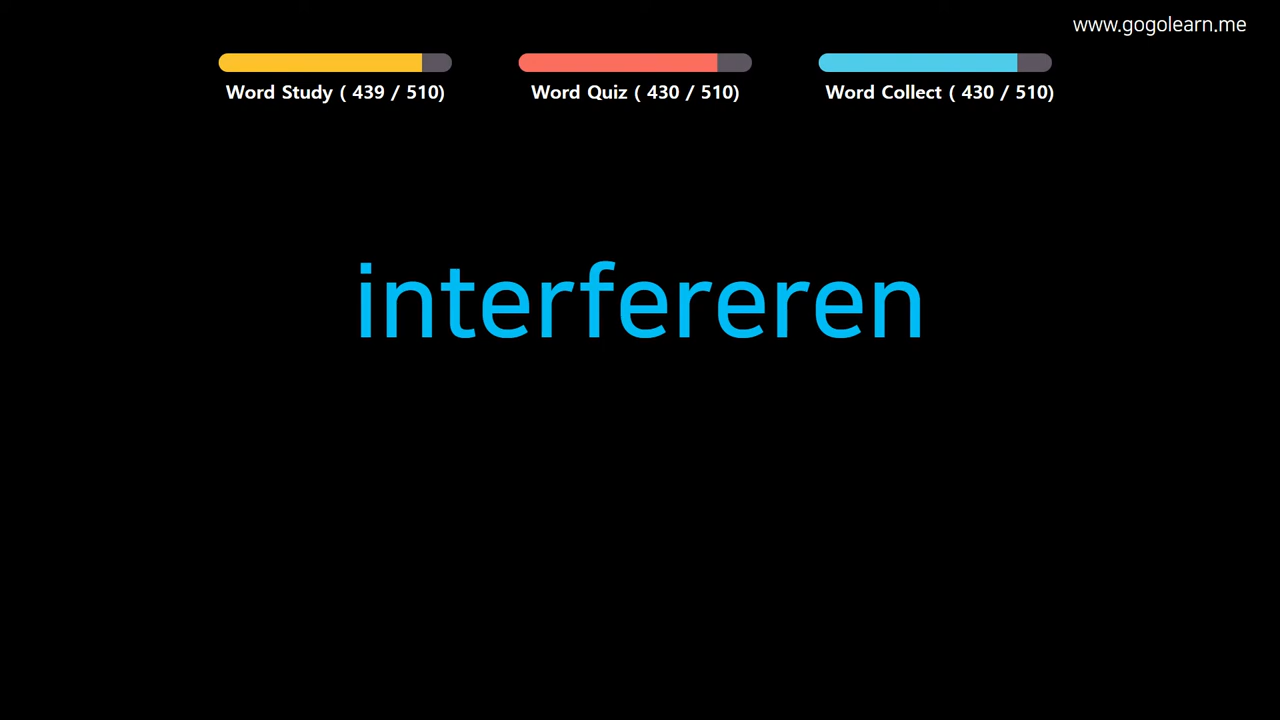 www.gogolearn.me
Word Study ( 439 / 510)
Word Quiz ( 430 / 510)
Word Collect ( 430 / 510)
interfereren